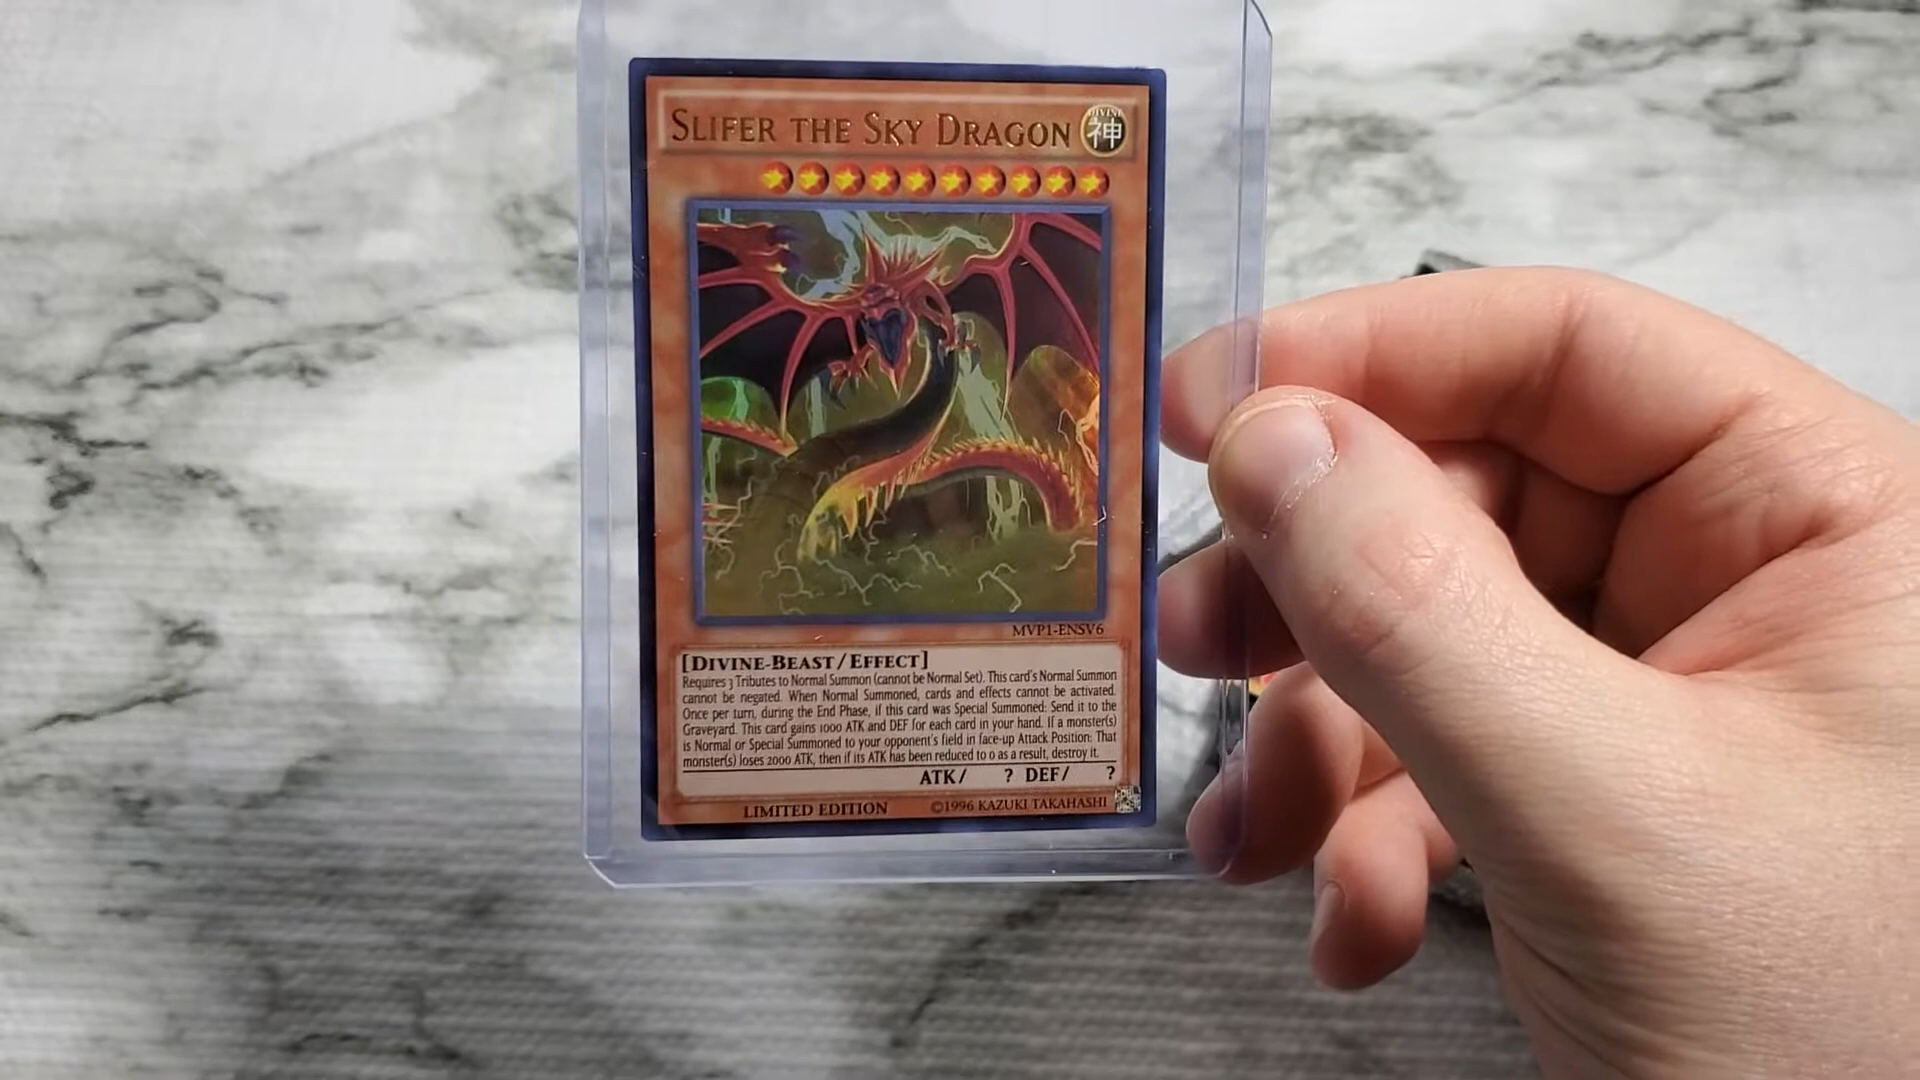 SLIFER THE SKY DRAGON
DIVINE
神
MVP1-ENSV6
[DIVINE-BEAST/EFFECT]
Requires 3 Tributes to Normal Summon (cannot be Normal Set). This card's Normal Summon
cannot be negated. When Normal Summoned, cards and effects cannot be activated.
Once per turn, during the End Phase, if this card was Special Summoned: Send it to the
Graveyard. This card gains 1000 ATK and DEF for each card in your hand. If a monster(s)
is Normal or Special Summoned to your opponent's field in face-up Attack Position: That
monster(s) loses 2000 ATK, then if its ATK has been reduced to 0 as a result, destroy it.
ATK/ ? DEF/ ?
LIMITED EDITION ©1996 KAZUKI TAKAHASHI